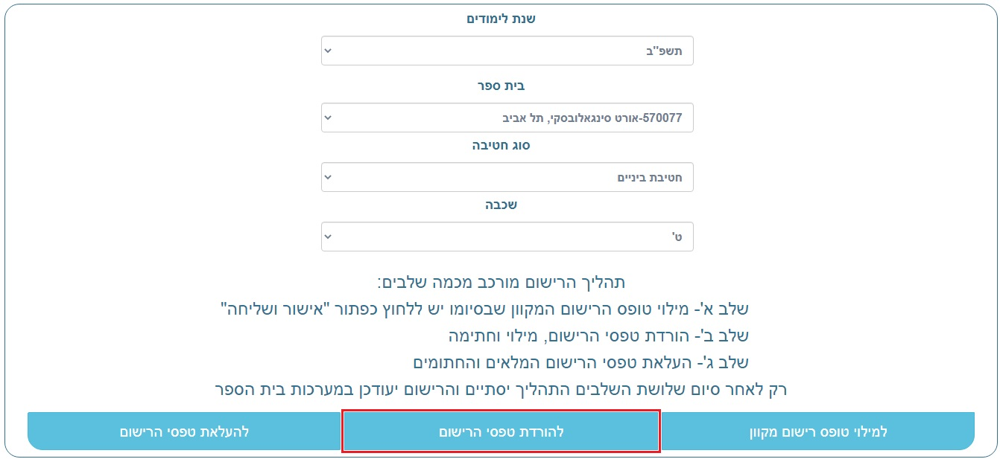 שנת לימודים
תשפ"ב
בית ספר
570077-אורט סינגאלובסקי, תל אביב
סוג חטיבה
חטיבת ביניים
שכבה
ט'
תהליך הרישום מורכב מכמה שלבים:
שלב א'- מילוי טופס הרישום המקוון שבסיומו יש ללחוץ כפתור "אישור ושליחה"
שלב ב'- הורדת טפסי הרישום, מילוי וחתימה
שלב ג'- העלאת טפסי הרישום המלאים והחתומים
רק לאחר סיום שלושת השלבים התהליך יסתיים והרישום יעודכן במערכות בית הספר
למילוי טופס רישום מקוון
להורדת טפסי הרישום
להעלאת טפסי הרישום